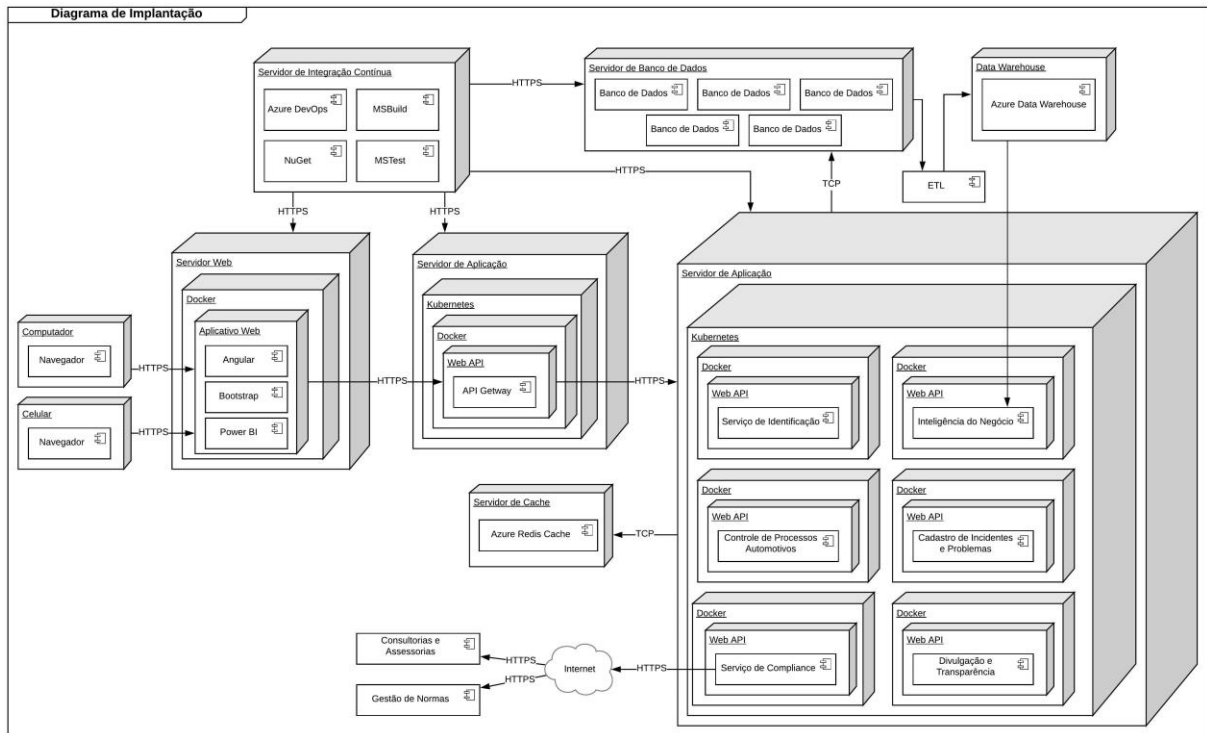 Diagrama de Implantação
Servidor de Integração Contínua
Azure DevOps
MSBuild
NuGet
MSTest
HTTPS
Servidor de Banco de Dados
Banco de Dados
Banco de Dados
Banco de Dados
Banco de Dados
Banco de Dados
Data Warehouse
Azure Data Warehouse
ETL
HTTPS
TCP
HTTPS
HTTPS
Servidor Web
Docker
Aplicativo Web
Angular
Bootstrap
Power BI
Computador
Navegador
HTTPS
Celular
Navegador
HTTPS
HTTPS
Servidor de Aplicação
Kubernetes
Docker
Web API
API Getway
HTTPS
Servidor de Aplicação
Kubernetes
Docker
Web API
Serviço de Identificação
Docker
Web API
Inteligência do Negócio
Docker
Web API
Controle de Processos
Automotivos
Docker
Web API
Cadastro de Incidentes
e Problemas
Docker
Web API
Serviço de Compliance
Docker
Web API
Divulgação e
Transparência
Servidor de Cache
Azure Redis Cache
TCP
Consultorias e
Assessorias
Gestão de Normas
HTTPS
HTTPS
Internet
HTTPS